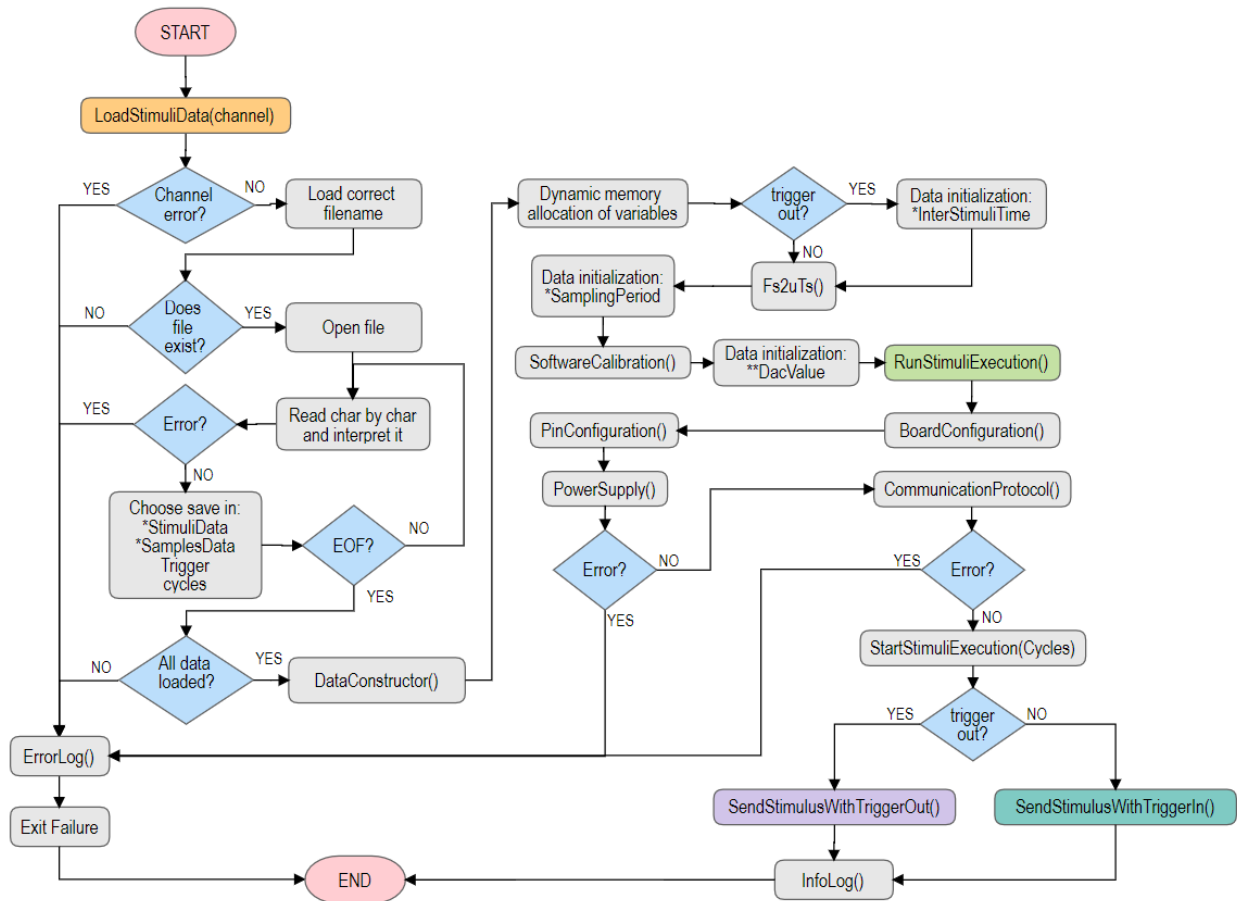 START
LoadStimuliData(channel)
YES
Channel
error?
NO
Load correct
filename
NO
Does
file
exist?
YES
Open file
YES
Error?
Read char by char
and interpret it
NO
Choose save in:
*StimuliData
*SamplesData
Trigger
cycles
EOF?
NO
YES
NO
All data
loaded?
YES
DataConstructor()
ErrorLog()
Exit Failure
END
Dynamic memory
allocation of variables
trigger
out?
YES
Data initialization:
*InterStimuliTime
NO
Fs2uTs()
Data initialization:
*SamplingPeriod
SoftwareCalibration()
Data initialization:
**DacValue
RunStimuliExecution()
BoardConfiguration()
PinConfiguration()
PowerSupply()
Error?
NO
YES
CommunicationProtocol()
YES
Error?
NO
StartStimuliExecution(Cycles)
YES
trigger
out?
NO
SendStimulusWithTriggerOut()
SendStimulusWithTriggerIn()
InfoLog()